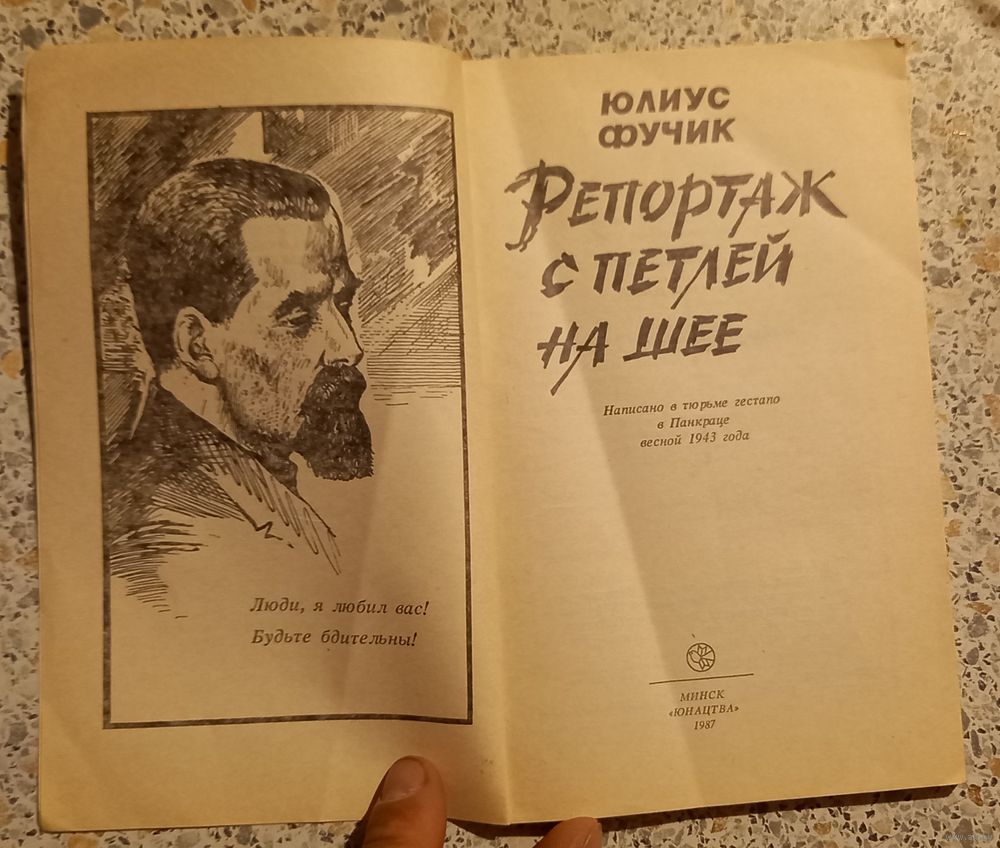 Люди, я любил вас!
Будьте бдительны!
ЮЛИУС
ФУЧИК
РЕПОРТАЖ
С ПЕТЛЕЙ
НА ШЕЕ
Написано в тюрьме гестапо
в Панкраце
весной 1943 года
МИНСК
«ЮНАЦТВА»
1987